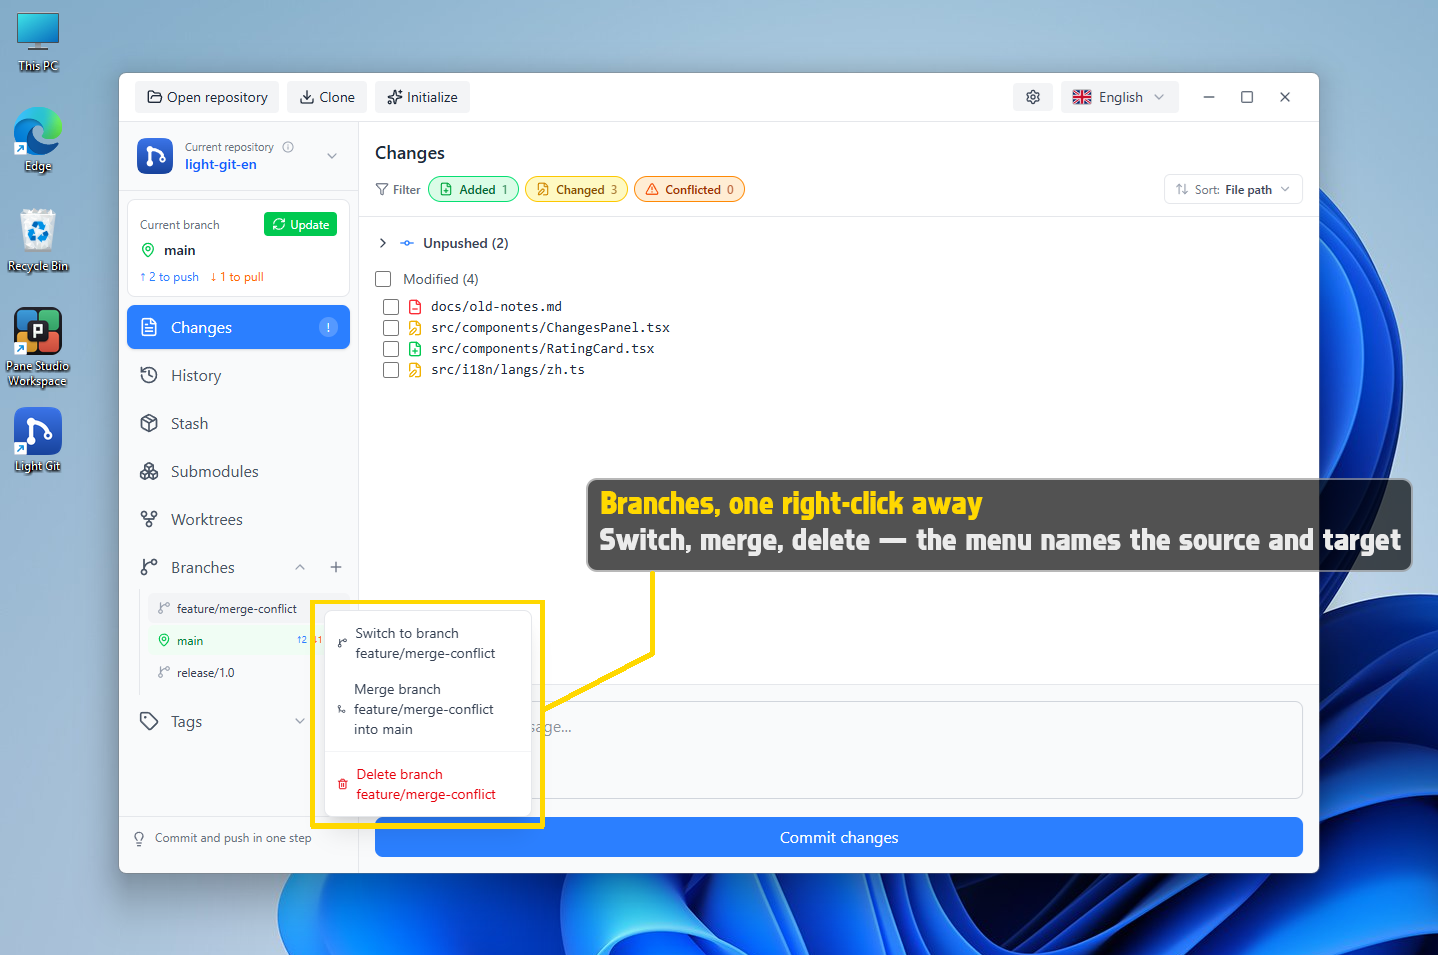 This PC
Edge
Recycle Bin
Pane Studio
Workspace
Light Git
Open repository
Clone
Initialize
English
Current repository
light-git-en
Current branch
Update
main
↑ 2 to push ↓ 1 to pull
Changes
!
History
Stash
Submodules
Worktrees
Branches
feature/merge-conflict
main
↑2 ↓1
release/1.0
Tags
Commit and push in one step
Changes
Filter
Added 1
Changed 3
Conflicted 0
Sort: File path
Unpushed (2)
Modified (4)
docs/old-notes.md
src/components/ChangesPanel.tsx
src/components/RatingCard.tsx
src/i18n/langs/zh.ts
Branches, one right-click away
Switch, merge, delete — the menu names the source and target
Switch to branch
feature/merge-conflict
Merge branch
feature/merge-conflict
into main
Delete branch
feature/merge-conflict
Commit changes